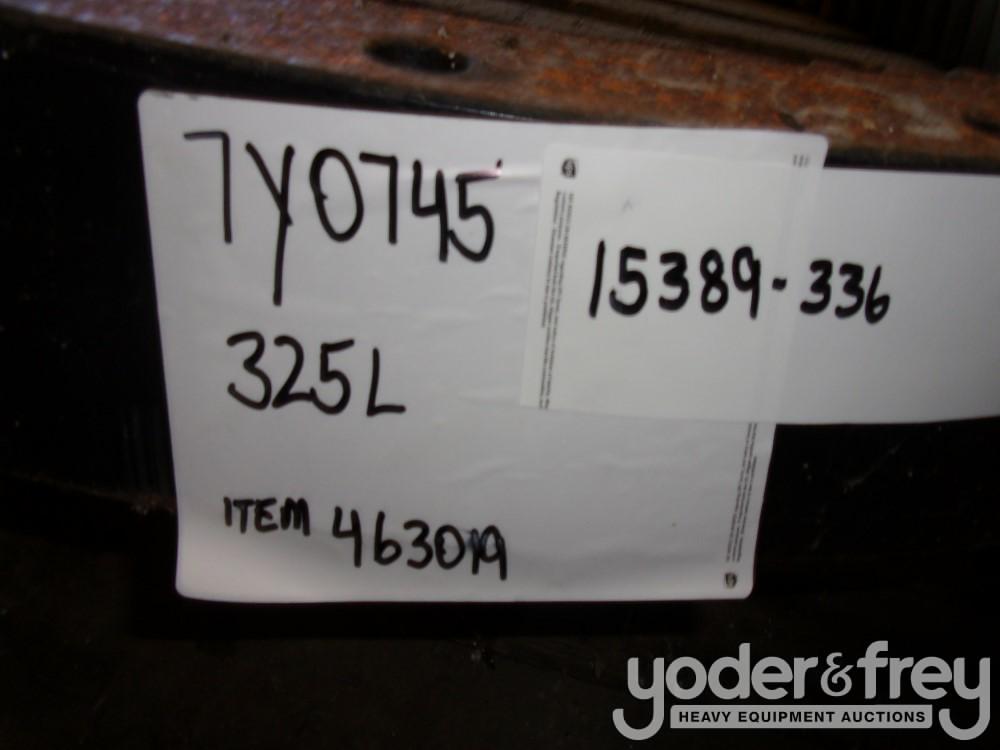 7Y0745
325L
ITEM 463019
15389-336
yoder&frey
HEAVY EQUIPMENT AUCTIONS